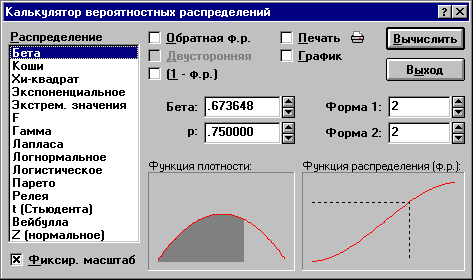 Калькулятор вероятностных распределений
Распределение
Бета
Коши
Хи-квадрат
Экспоненциальное
Экстрем. значения
F
Гамма
Лапласа
Логнормальное
Логистическое
Парето
Релея
t (Стьюдента)
Вейбулла
Z (нормальное)
Фиксир. масштаб
Обратная ф.р.
Двусторонняя
(1 - ф.р.)
Печать
График
Вычислить
Выход
Бета: .673648
p: .750000
Форма 1: 2
Форма 2: 2
Функция плотности:
Функция распределения (ф.р.):